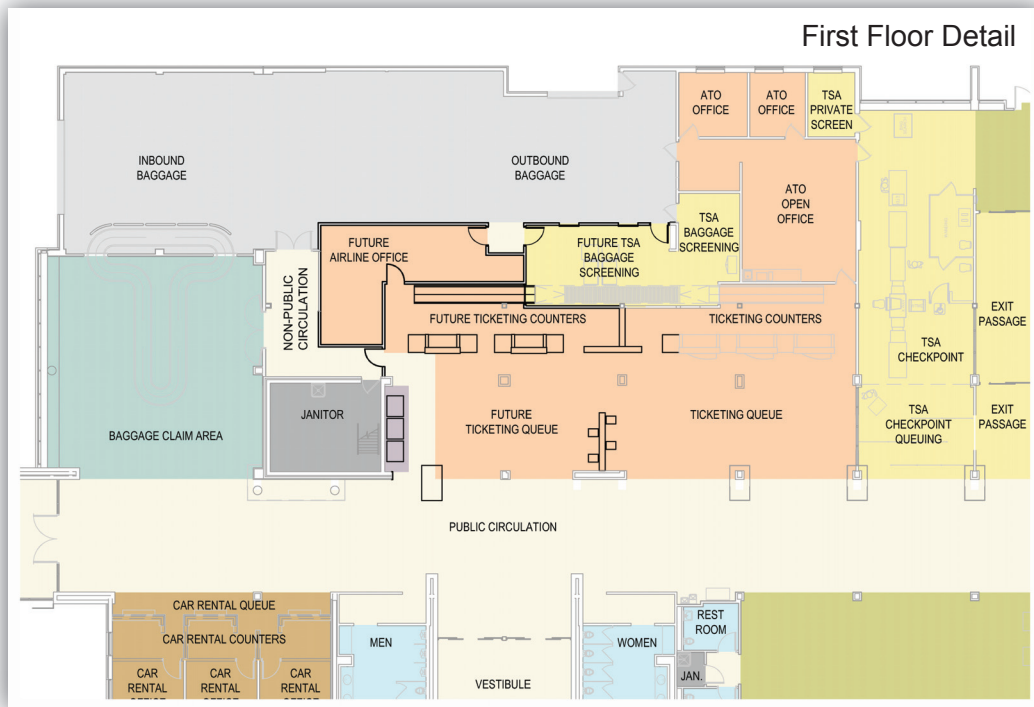 First Floor Detail
ATO
OFFICE
ATO
OFFICE
TSA
PRIVATE
SCREEN
INBOUND
BAGGAGE
OUTBOUND
BAGGAGE
ATO
OPEN
OFFICE
TSA
BAGGAGE
SCREENING
FUTURE
AIRLINE OFFICE
FUTURE TSA
BAGGAGE
SCREENING
NON-PUBLIC
CIRCULATION
FUTURE TICKETING COUNTERS
TICKETING COUNTERS
EXIT
PASSAGE
TSA
CHECKPOINT
JANITOR
BAGGAGE CLAIM AREA
FUTURE
TICKETING QUEUE
TICKETING QUEUE
TSA
CHECKPOINT
QUEUING
EXIT
PASSAGE
PUBLIC CIRCULATION
CAR RENTAL QUEUE
CAR RENTAL COUNTERS
CAR
RENTAL
OFFICE
CAR
RENTAL
OFFICE
CAR
RENTAL
OFFICE
MEN
VESTIBULE
WOMEN
REST
ROOM
JAN.